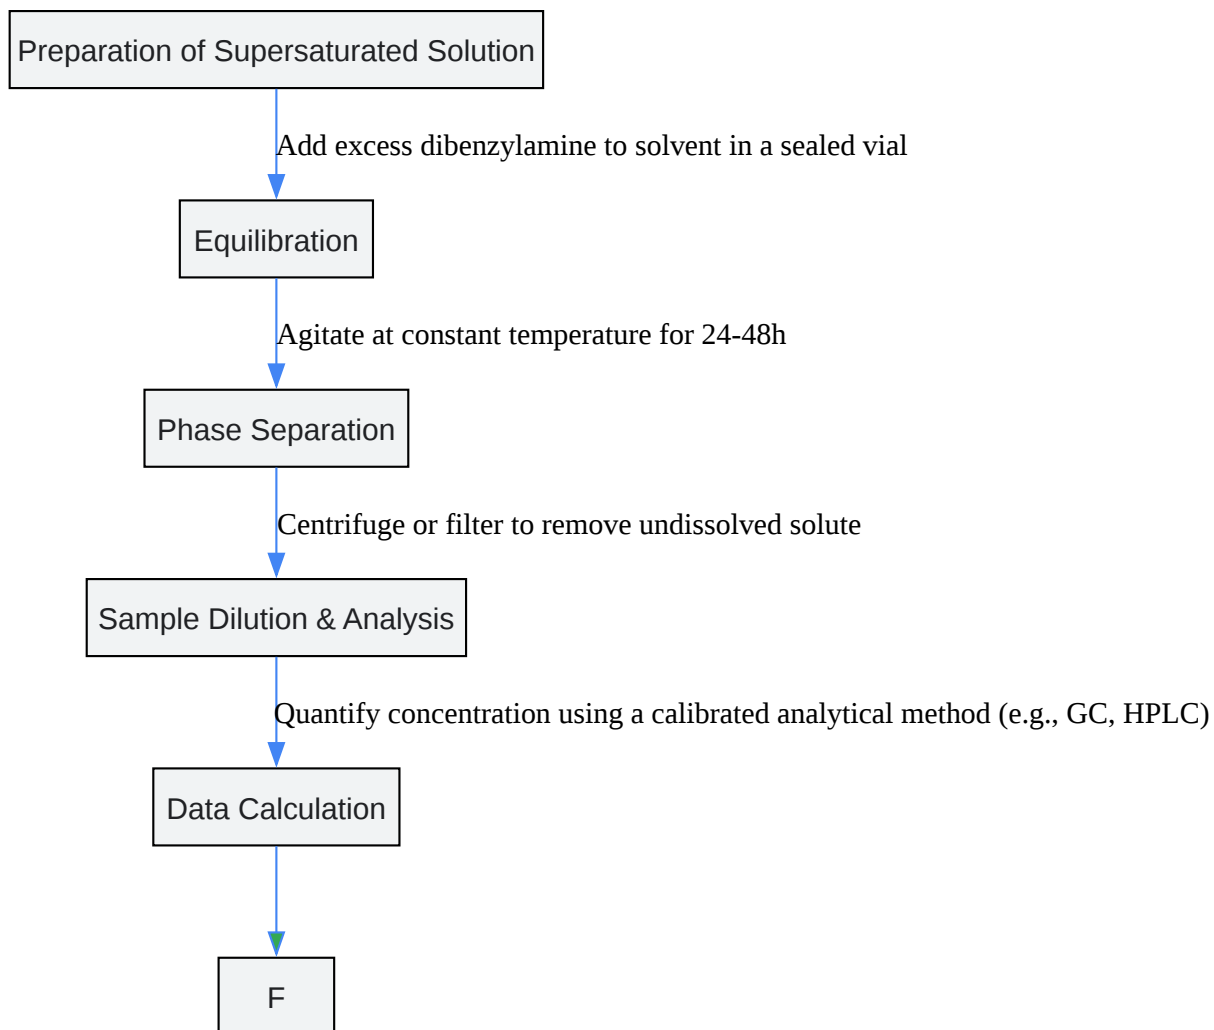 Preparation of Supersaturated Solution
Add excess dibenzylamine to solvent in a sealed vial
Equilibration
Agitate at constant temperature for 24-48h
Phase Separation
Centrifuge or filter to remove undissolved solute
Sample Dilution & Analysis
Quantify concentration using a calibrated analytical method (e.g., GC, HPLC)
Data Calculation
F